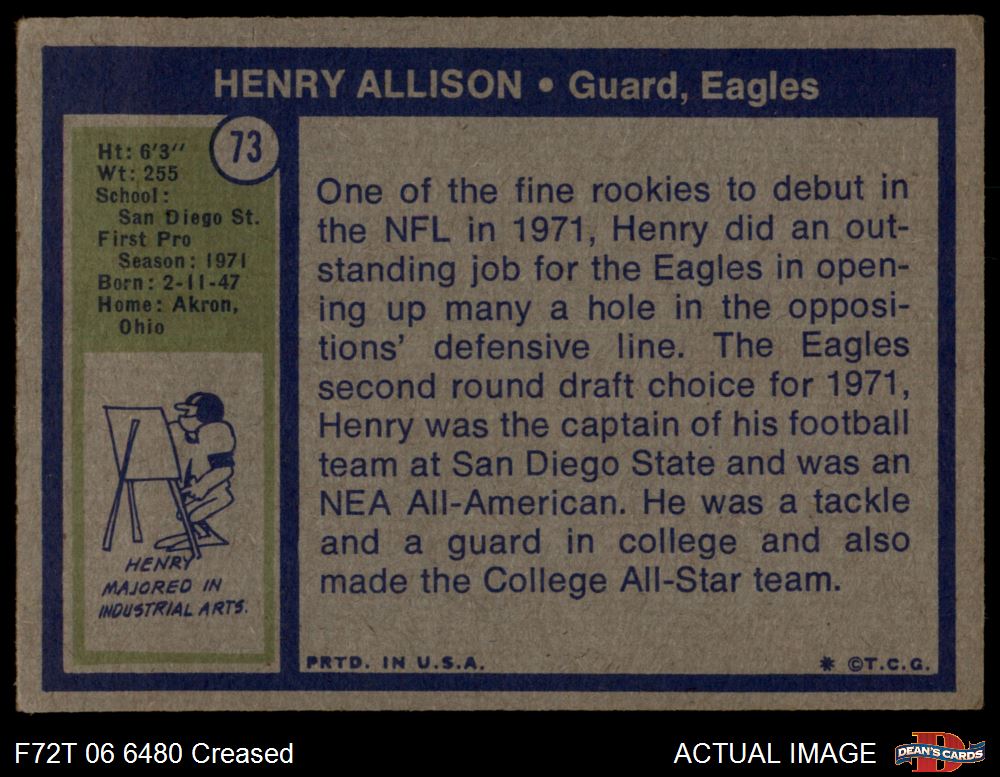 HENRY ALLISON • Guard, Eagles
73
Ht: 6'3"
Wt: 255
School:
San Diego St.
First Pro
Season: 1971
Born: 2-11-47
Home: Akron,
Ohio
HENRY
MAJORED IN
INDUSTRIAL ARTS.
One of the fine rookies to debut in
the NFL in 1971, Henry did an out-
standing job for the Eagles in open-
ing up many a hole in the opposi-
tions' defensive line. The Eagles
second round draft choice for 1971,
Henry was the captain of his football
team at San Diego State and was an
NEA All-American. He was a tackle
and a guard in college and also
made the College All-Star team.
PRTD. IN U.S.A.
* ©T.C.G.
F72T 06 6480 Creased
ACTUAL IMAGE
D
DEAN'S CARDS